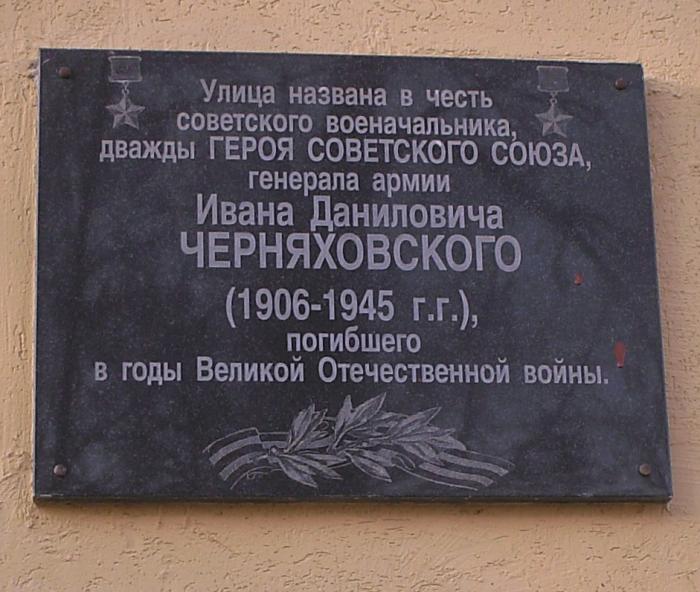 Улица названа в честь
советского военачальника,
дважды ГЕРОЯ СОВЕТСКОГО СОЮЗА,
генерала армии
Ивана Даниловича
ЧЕРНЯХОВСКОГО
(1906-1945 г.г.),
погибшего
в годы Великой Отечественной войны.